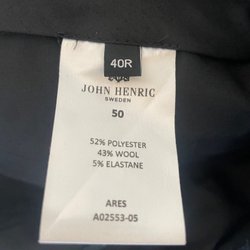 40R
JOHN HENRIC
SWEDEN
50
52% POLYESTER
43% WOOL
5% ELASTANE
ARES
A02553-05